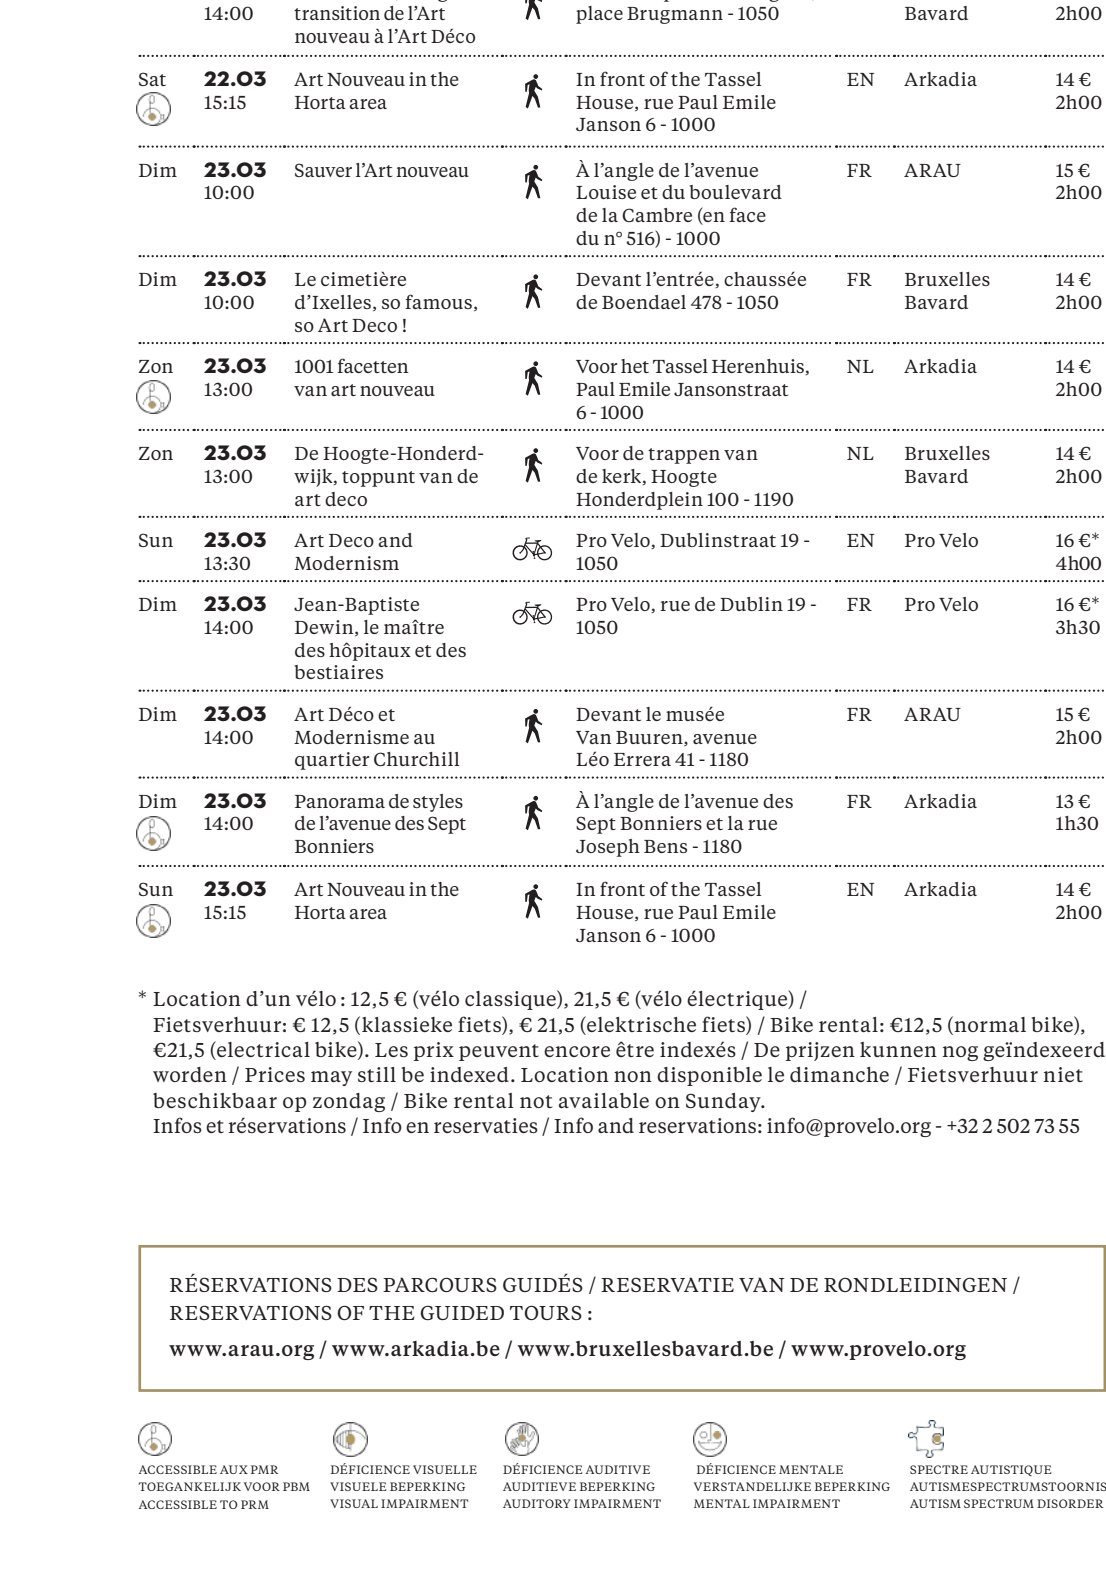 14:00 transition de l'Art place Brugmann - 1050 Bavard 2h00
nouveau à l'Art Déco
Sat 22.03 Art Nouveau in the In front of the Tassel EN Arkadia 14 €
15:15 Horta area House, rue Paul Emile 2h00
Janson 6 - 1000
Dim 23.03 Sauver l'Art nouveau À l'angle de l'avenue FR ARAU 15 €
10:00 Louise et du boulevard 2h00
de la Cambre (en face
du n° 516) - 1000
Dim 23.03 Le cimetière Devant l'entrée, chaussée FR Bruxelles 14 €
10:00 d'Ixelles, so famous, de Boendael 478 - 1050 Bavard 2h00
so Art Deco !
Zon 23.03 1001 facetten Voor het Tassel Herenhuis, NL Arkadia 14 €
13:00 van art nouveau Paul Emile Jansonstraat 2h00
6 - 1000
Zon 23.03 De Hoogte-Honderd- Voor de trappen van NL Bruxelles 14 €
13:00 wijk, toppunt van de de kerk, Hoogte Bavard 2h00
art deco Honderdplein 100 - 1190
Sun 23.03 Art Deco and Pro Velo, Dublinstraat 19 - EN Pro Velo 16 €*
13:30 Modernism 1050 4h00
Dim 23.03 Jean-Baptiste Pro Velo, rue de Dublin 19 - FR Pro Velo 16 €*
14:00 Dewin, le maître 1050 3h30
des hôpitaux et des
bestiaires
Dim 23.03 Art Déco et Devant le musée FR ARAU 15 €
14:00 Modernisme au Van Buuren, avenue 2h00
quartier Churchill Léo Errera 41 - 1180
Dim 23.03 Panorama de styles À l'angle de l'avenue des FR Arkadia 13 €
14:00 de l'avenue des Sept Sept Bonniers et la rue 1h30
Bonniers Joseph Bens - 1180
Sun 23.03 Art Nouveau in the In front of the Tassel EN Arkadia 14 €
15:15 Horta area House, rue Paul Emile 2h00
Janson 6 - 1000
* Location d'un vélo : 12,5 € (vélo classique), 21,5 € (vélo électrique) /
Fietsverhuur: € 12,5 (klassieke fiets), € 21,5 (elektrische fiets) / Bike rental: €12,5 (normal bike),
€21,5 (electrical bike). Les prix peuvent encore être indexés / De prijzen kunnen nog geïndexeerd
worden / Prices may still be indexed. Location non disponible le dimanche / Fietsverhuur niet
beschikbaar op zondag / Bike rental not available on Sunday.
Infos et réservations / Info en reservaties / Info and reservations: info@provelo.org - +32 2 502 73 55
RÉSERVATIONS DES PARCOURS GUIDÉS / RESERVATIE VAN DE RONDLEIDINGEN /
RESERVATIONS OF THE GUIDED TOURS :
www.arau.org / www.arkadia.be / www.bruxellesbavard.be / www.provelo.org
ACCESSIBLE AUX PMR DÉFICIENCE VISUELLE DÉFICIENCE AUDITIVE DÉFICIENCE MENTALE SPECTRE AUTISTIQUE
TOEGANKELIJK VOOR PBM VISUELE BEPERKING AUDITIEVE BEPERKING VERSTANDELIJKE BEPERKING AUTISMESPECTRUMSTOORNIS
ACCESSIBLE TO PRM VISUAL IMPAIRMENT AUDITORY IMPAIRMENT MENTAL IMPAIRMENT AUTISM SPECTRUM DISORDER